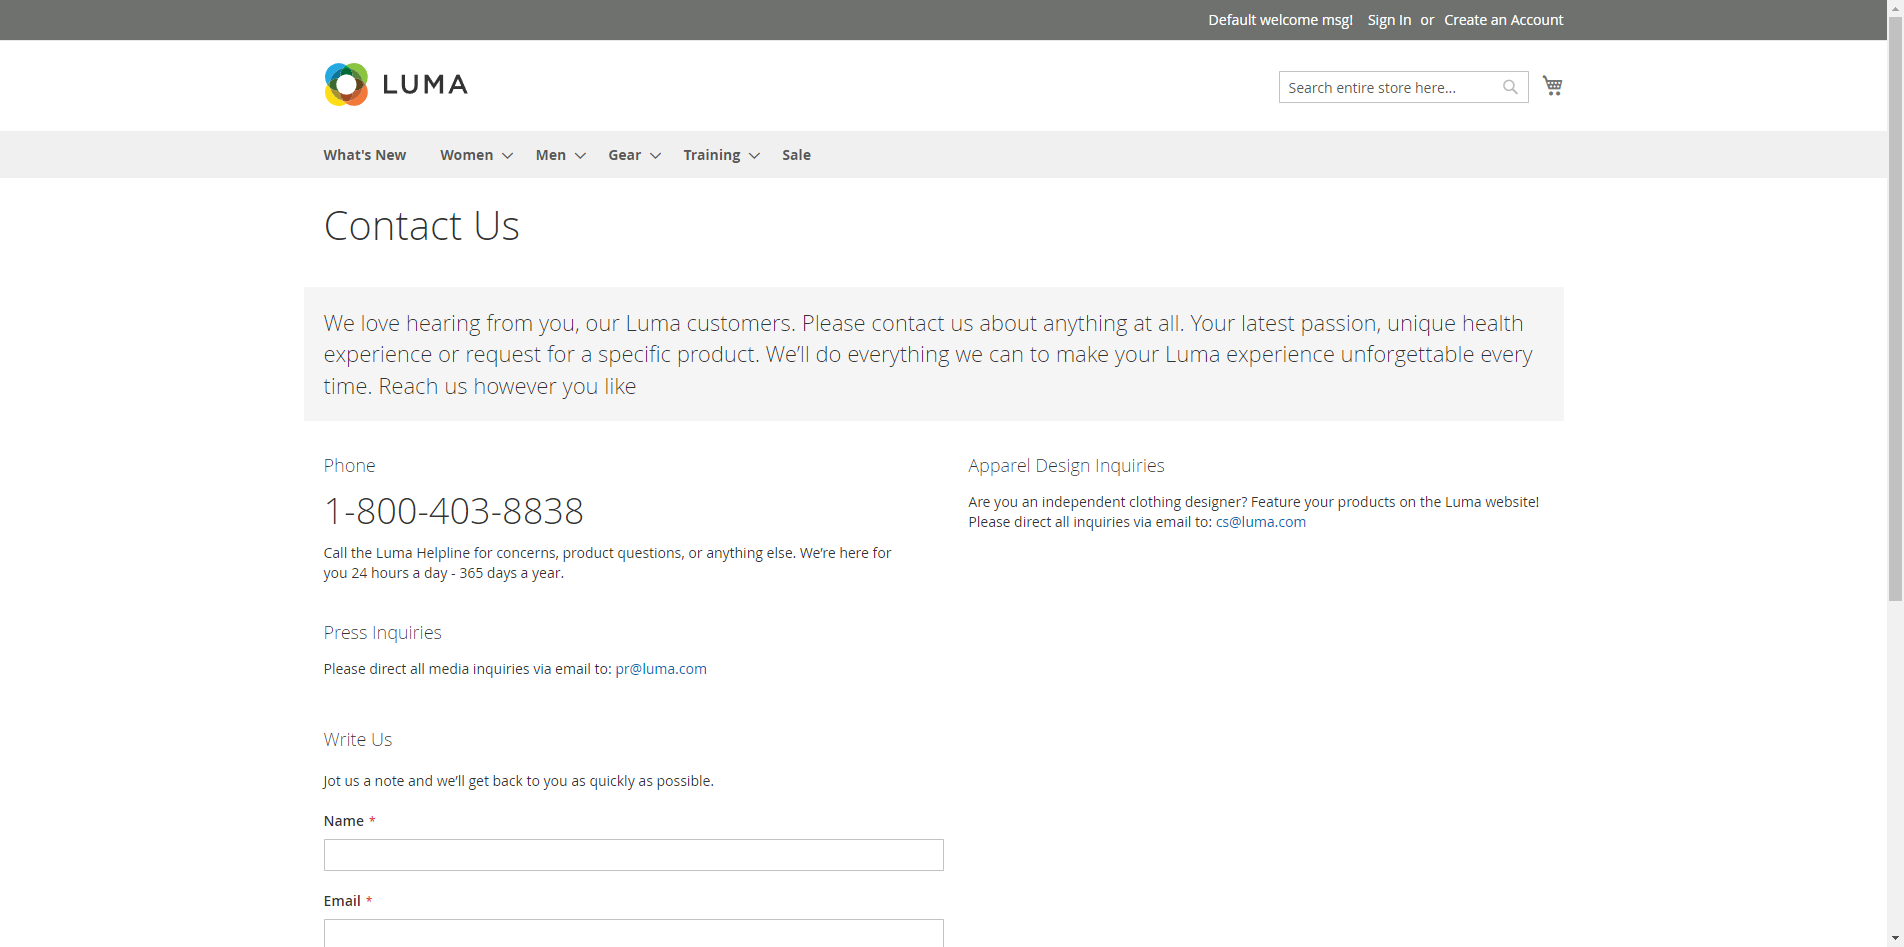 Default welcome msg! Sign In or Create an Account
LUMA
Search entire store here...
What's New Women Men Gear Training Sale
Contact Us
We love hearing from you, our Luma customers. Please contact us about anything at all. Your latest passion, unique health
experience or request for a specific product. We’ll do everything we can to make your Luma experience unforgettable every
time. Reach us however you like
Phone
1-800-403-8838
Call the Luma Helpline for concerns, product questions, or anything else. We’re here for
you 24 hours a day - 365 days a year.
Apparel Design Inquiries
Are you an independent clothing designer? Feature your products on the Luma website!
Please direct all inquiries via email to: cs@luma.com
Press Inquiries
Please direct all media inquiries via email to: pr@luma.com
Write Us
Jot us a note and we’ll get back to you as quickly as possible.
Name *
Email *